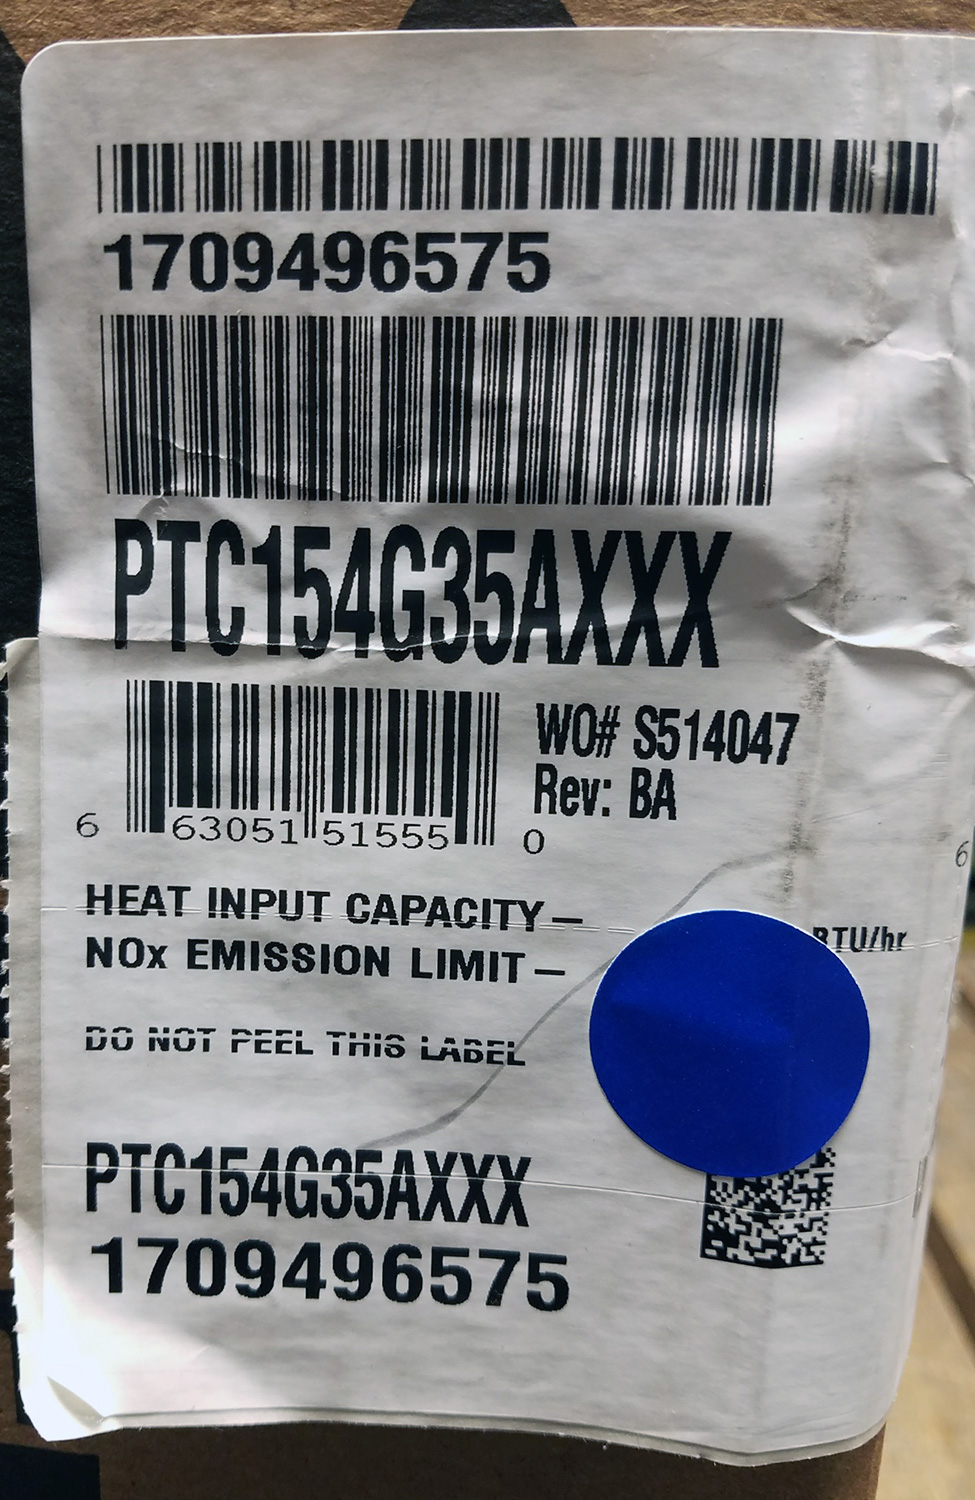 1709496575
PTC154G35AXXX
WO# S514047
Rev: BA
6 63051 51555 0
6
HEAT INPUT CAPACITY— BTU/hr
NOx EMISSION LIMIT—
DO NOT PEEL THIS LABEL
PTC154G35AXXX
1709496575